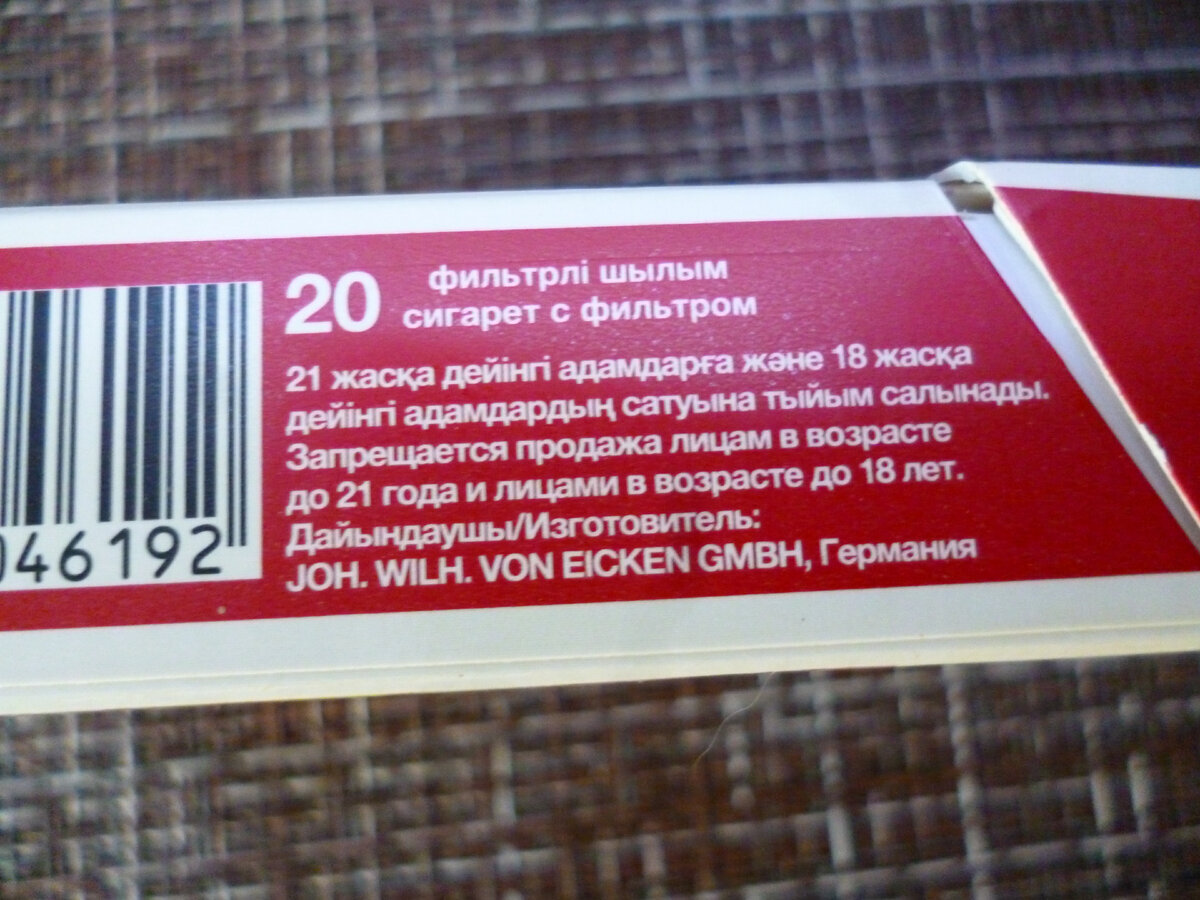 20 фильтрлі шылым
сигарет с фильтром
21 жасқа дейінгі адамдарға және 18 жасқа
дейінгі адамдардың сатуына тыйым салынады.
Запрещается продажа лицам в возрасте
до 21 года и лицами в возрасте до 18 лет.
Дайындаушы/Изготовитель:
JOH. WILH. VON EICKEN GMBH, Германия
046192